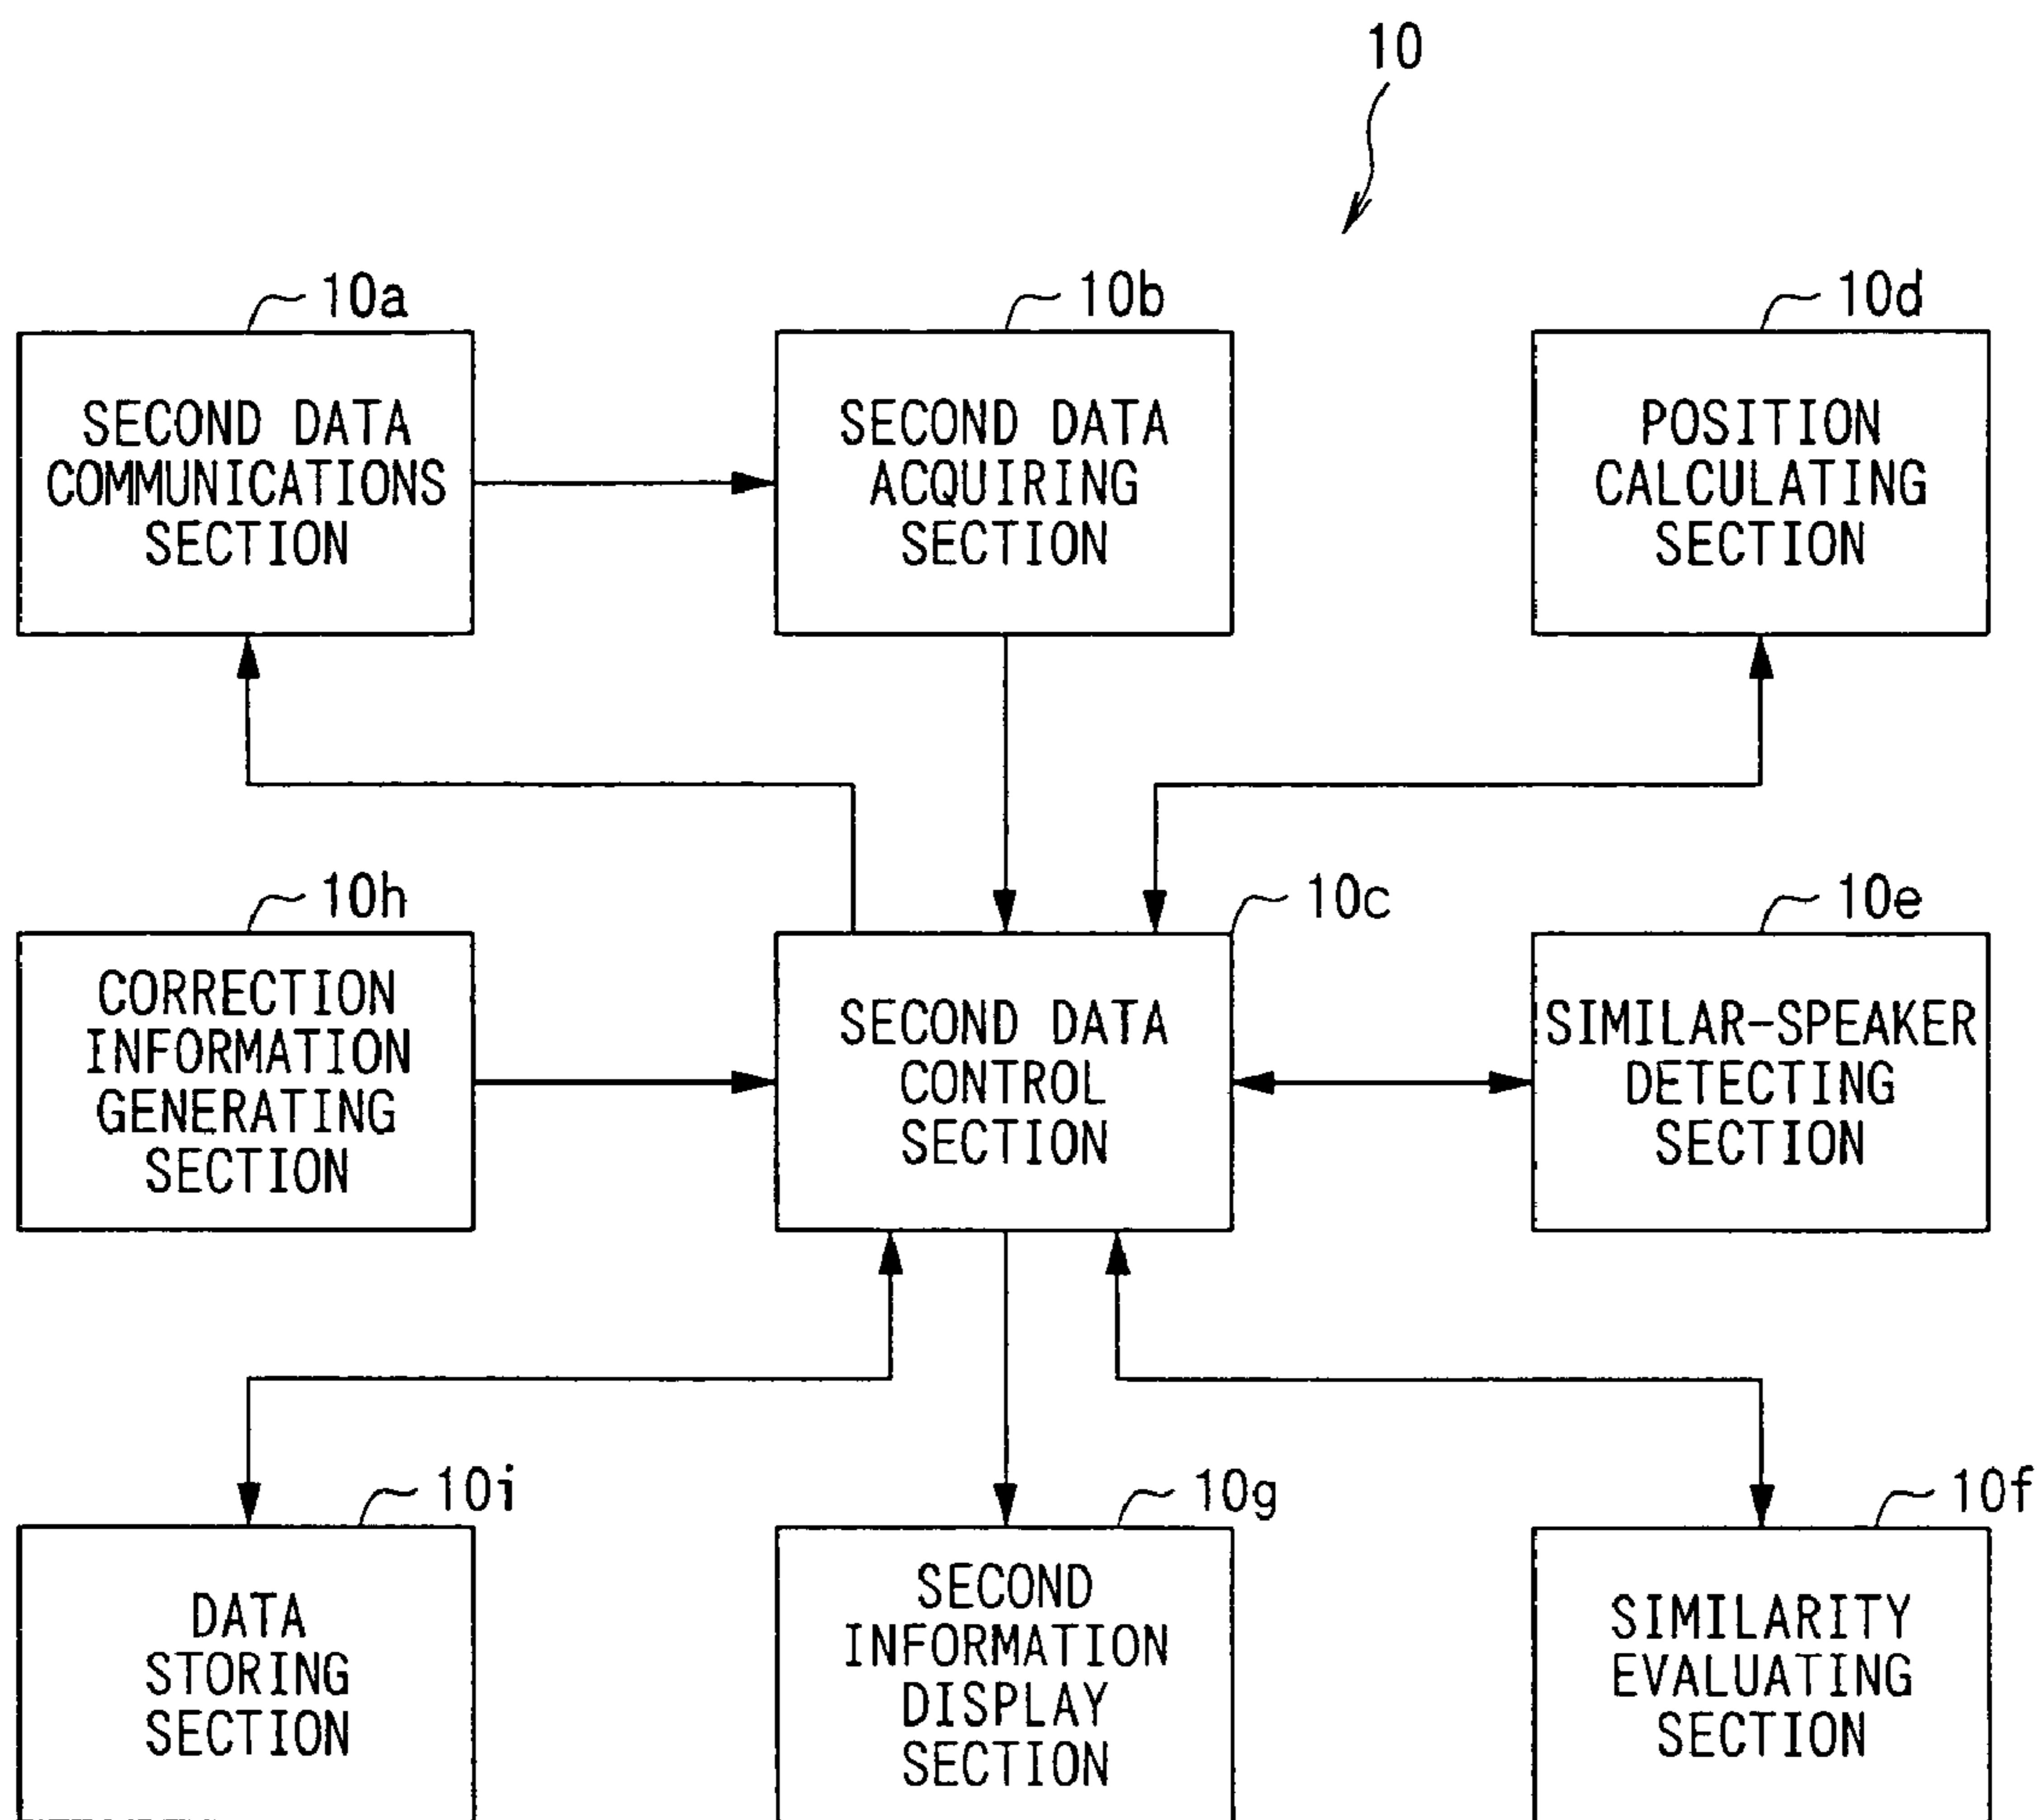 10
10a
SECOND DATA
COMMUNICATIONS
SECTION
10b
SECOND DATA
ACQUIRING
SECTION
10d
POSITION
CALCULATING
SECTION
10h
CORRECTION
INFORMATION
GENERATING
SECTION
10c
SECOND DATA
CONTROL
SECTION
10e
SIMILAR-SPEAKER
DETECTING
SECTION
10i
DATA
STORING
SECTION
10g
SECOND
INFORMATION
DISPLAY
SECTION
10f
SIMILARITY
EVALUATING
SECTION